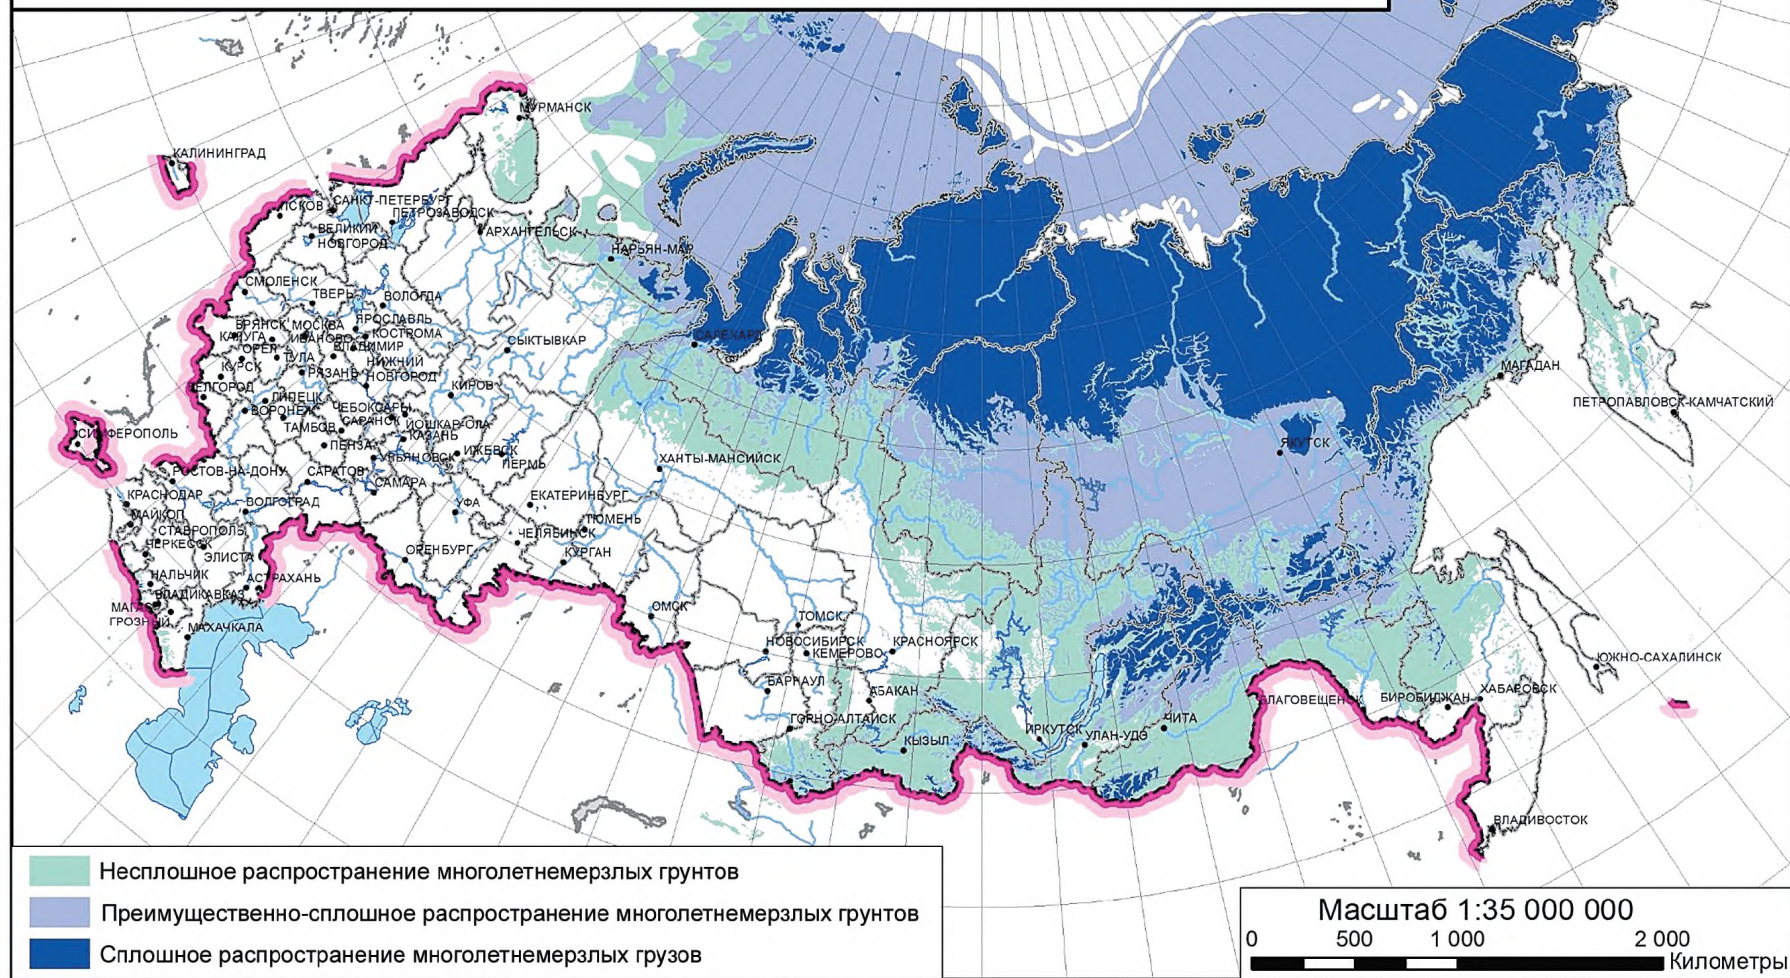 МУРМАНСК
КАЛИНИНГРАД
ПСКОВ
САНКТ-ПЕТЕРБУРГ
ПЕТРОЗАВОДСК
ВЕЛИКИЙ
НОВГОРОД
АРХАНГЕЛЬСК
НАРЬЯН-МАР
СМОЛЕНСК
ТВЕРЬ
ВОЛОГДА
БРЯНСК
МОСКВА
ЯРОСЛАВЛЬ
КАЛУГА
ИВАНОВО
КОСТРОМА
ОРЕЛ
ТУЛА
ВЛАДИМИР
СЫКТЫВКАР
САЛЕХАРД
КУРСК
РЯЗАНЬ
НИЖНИЙ
НОВГОРОД
БЕЛГОРОД
ЛИПЕЦК
КИРОВ
ВОРОНЕЖ
ЧЕБОКСАРЫ
ТАМБОВ
САРАНСК
ЙОШКАР-ОЛА
КАЗАНЬ
МАГАДАН
ПЕТРОПАВЛОВСК-КАМЧАТСКИЙ
СИМФЕРОПОЛЬ
ПЕНЗА
УЛЬЯНОВСК
ИЖЕВСК
ПЕРМЬ
ХАНТЫ-МАНСИЙСК
ЯКУТСК
РОСТОВ-НА-ДОНУ
САРАТОВ
САМАРА
КРАСНОДАР
ВОЛГОГРАД
УФА
ЕКАТЕРИНБУРГ
МАЙКОП
ТЮМЕНЬ
СТАВРОПОЛЬ
ЧЕЛЯБИНСК
ЧЕРКЕССК
ЭЛИСТА
ОРЕНБУРГ
КУРГАН
НАЛЬЧИК
АСТРАХАНЬ
ВЛАДИКАВКАЗ
МАГАС
ГРОЗНЫЙ
МАХАЧКАЛА
ОМСК
ТОМСК
НОВОСИБИРСК
КРАСНОЯРСК
КЕМЕРОВО
БАРНАУЛ
АБАКАН
ГОРНО-АЛТАЙСК
КЫЗЫЛ
ИРКУТСК
УЛАН-УДЭ
ЧИТА
БЛАГОВЕЩЕНСК
БИРОБИДЖАН
ХАБАРОВСК
ЮЖНО-САХАЛИНСК
ВЛАДИВОСТОК
Несплошное распространение многолетнемерзлых грунтов
Преимущественно-сплошное распространение многолетнемерзлых грунтов
Сплошное распространение многолетнемерзлых грузов
Масштаб 1:35 000 000
0 500 1 000 2 000
Километры